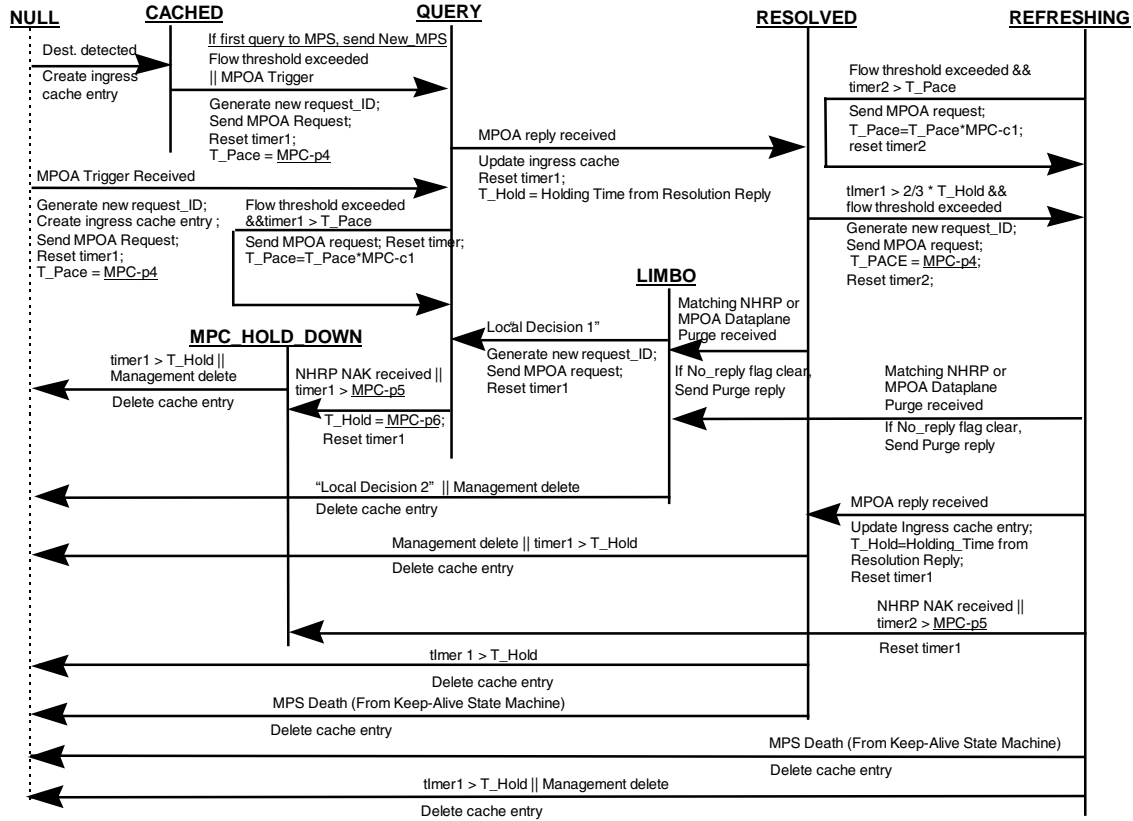 NULL
CACHED
QUERY
RESOLVED
REFRESHING
Dest. detected
Create ingress
cache entry
If first query to MPS, send New_MPS
Flow threshold exceeded
|| MPOA Trigger
Generate new request_ID;
Send MPOA Request;
Reset timer1;
T_Pace = MPC-p4
Flow threshold exceeded &&
timer2 > T_Pace
Send MPOA request;
T_Pace=T_Pace*MPC-c1;
reset timer2
MPOA reply received
Update ingress cache
Reset timer1;
T_Hold = Holding Time from Resolution Reply
MPOA Trigger Received
Generate new request_ID;
Create ingress cache entry ;
Send MPOA Request;
Reset timer1;
T_Pace = MPC-p4
Flow threshold exceeded
&&timer1 > T_Pace
Send MPOA request; Reset timer;
T_Pace=T_Pace*MPC-c1
tImer1 > 2/3 * T_Hold &&
flow threshold exceeded
Generate new request_ID;
Send MPOA request;
T_PACE = MPC-p4;
Reset timer2;
LIMBO
Matching NHRP or
MPOA Dataplane
Purge received
If No_reply flag clear,
Send Purge reply
“Local Decision 1”
Generate new request_ID;
Send MPOA request;
Reset timer1
MPC_HOLD_DOWN
timer1 > T_Hold ||
Management delete
Delete cache entry
NHRP NAK received ||
timer1 > MPC-p5
T_Hold = MPC-p6;
Reset timer1
Matching NHRP or
MPOA Dataplane
Purge received
If No_reply flag clear,
Send Purge reply
“Local Decision 2” || Management delete
Delete cache entry
MPOA reply received
Update Ingress cache entry;
T_Hold=Holding_Time from
Resolution Reply;
Reset timer1
Management delete || timer1 > T_Hold
Delete cache entry
NHRP NAK received ||
timer2 > MPC-p5
Reset timer1
tImer 1 > T_Hold
Delete cache entry
MPS Death (From Keep-Alive State Machine)
Delete cache entry
MPS Death (From Keep-Alive State Machine)
Delete cache entry
tImer1 > T_Hold || Management delete
Delete cache entry